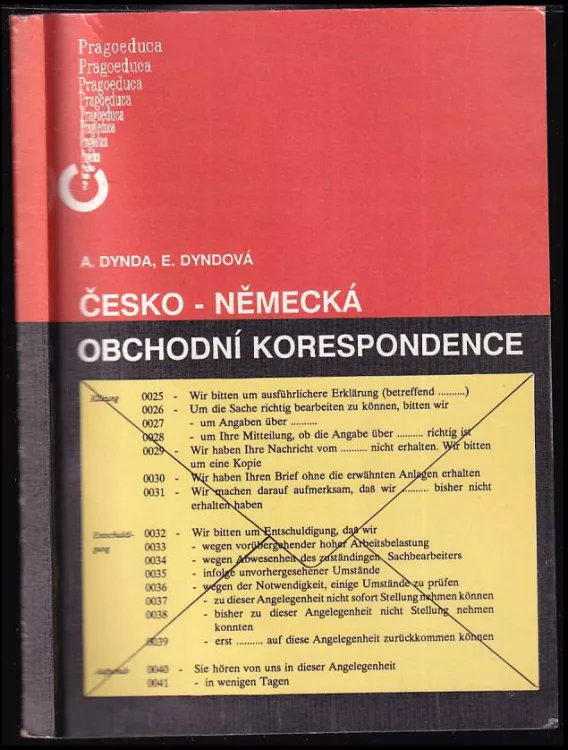 Pragoeduca
Pragoeduca
Pragoeduca
Pragoeduca
Pragoeduca
Pragoeduca
A. DYNDA, E. DYNDOVÁ
ČESKO - NĚMECKÁ
OBCHODNÍ KORESPONDENCE
Klärung 0025 - Wir bitten um ausführlichere Erklärung (betreffend ..........)
0026 - Um die Sache richtig bearbeiten zu können, bitten wir
0027 - um Angaben über ..........
0028 - um Ihre Mitteilung, ob die Angabe über .......... richtig ist
0029 - Wir haben Ihre Nachricht vom .......... nicht erhalten. Wir bitten
um eine Kopie
0030 - Wir haben Ihren Brief ohne die erwähnten Anlagen erhalten
0031 - Wir machen darauf aufmerksam, daß wir .......... bisher nicht
erhalten haben
Entschuldi- 0032 - Wir bitten um Entschuldigung, daß wir
gung 0033 - wegen vorübergehender hoher Arbeitsbelastung
0034 - wegen Abwesenheit des zuständingen Sachbearbeiters
0035 - infolge unvorhergesehener Umstände
0036 - wegen der Notwendigkeit, einige Umstände zu prüfen
0037 - zu dieser Angelegenheit nicht sofort Stellung nehmen können
0038 - bisher zu dieser Angelegenheit nicht Stellung nehmen
konnten
0039 - erst .......... auf diese Angelegenheit zurückkommen können
Aufschub 0040 - Sie hören von uns in dieser Angelegenheit
0041 - in wenigen Tagen